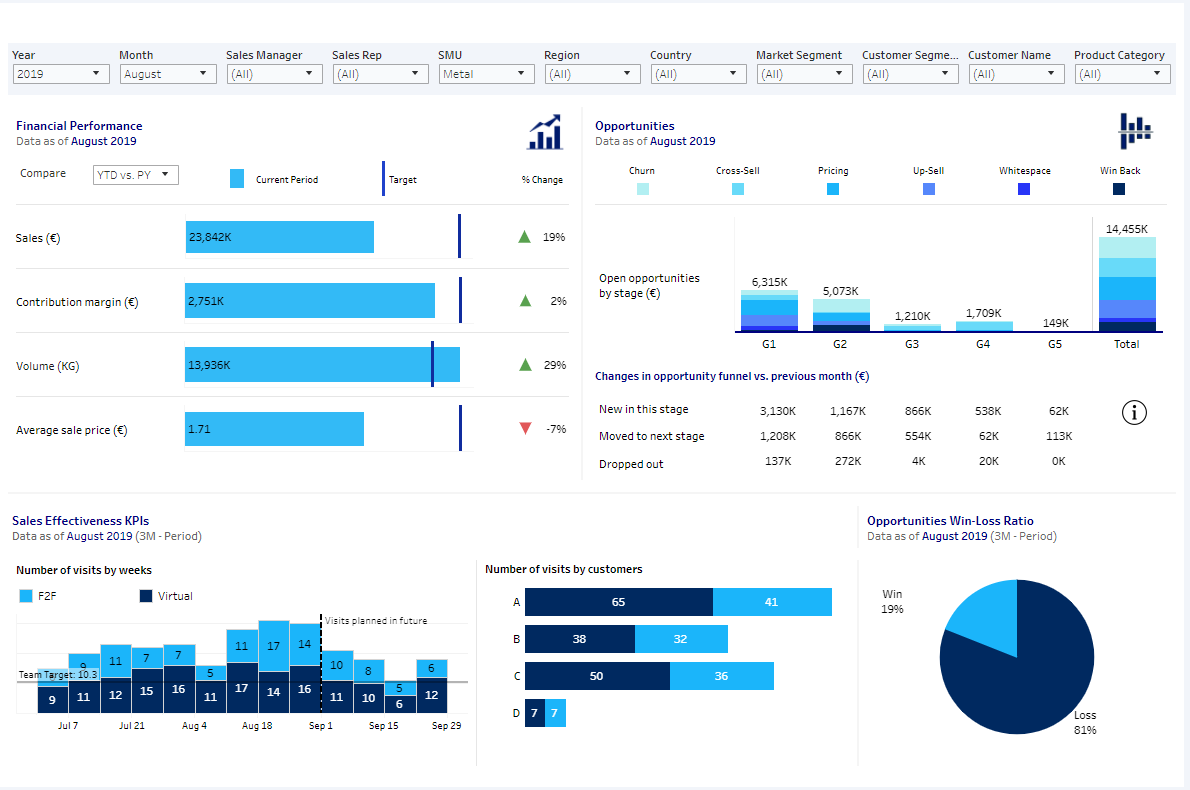 Year Month Sales Manager Sales Rep SMU Region Country Market Segment Customer Segme... Customer Name Product Category
2019 August (All) (All) Metal (All) (All) (All) (All) (All) (All)
Financial Performance
Data as of August 2019
Compare YTD vs. PY Current Period Target % Change
Sales (€) 23,842K 19%
Contribution margin (€) 2,751K 2%
Volume (KG) 13,936K 29%
Average sale price (€) 1.71 -7%
Opportunities
Data as of August 2019
Churn Cross-Sell Pricing Up-Sell Whitespace Win Back
Open opportunities
by stage (€)
6,315K 5,073K 1,210K 1,709K 149K 14,455K
G1 G2 G3 G4 G5 Total
Changes in opportunity funnel vs. previous month (€)
New in this stage 3,130K 1,167K 866K 538K 62K
Moved to next stage 1,208K 866K 554K 62K 113K
Dropped out 137K 272K 4K 20K 0K
i
Sales Effectiveness KPIs
Data as of August 2019 (3M - Period)
Number of visits by weeks
F2F Virtual
Visits planned in future
9 11 7 7 5 11 17 14 10 8 5 6
Team Target: 10.3
9 11 12 15 16 11 17 14 16 11 10 6 12
Jul 7 Jul 21 Aug 4 Aug 18 Sep 1 Sep 15 Sep 29
Number of visits by customers
A 65 41
B 38 32
C 50 36
D 7 7
Opportunities Win-Loss Ratio
Data as of August 2019 (3M - Period)
Win
19%
Loss
81%